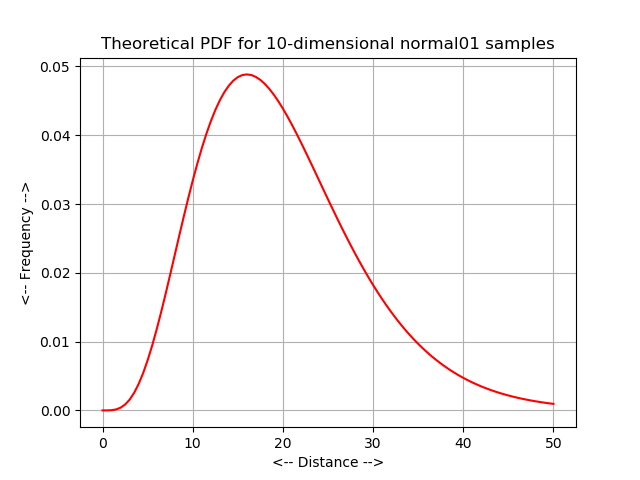 Theoretical PDF for 10-dimensional normal01 samples
0.05
0.04
0.03
0.02
0.01
0.00
<-- Frequency -->
0 10 20 30 40 50
<-- Distance -->